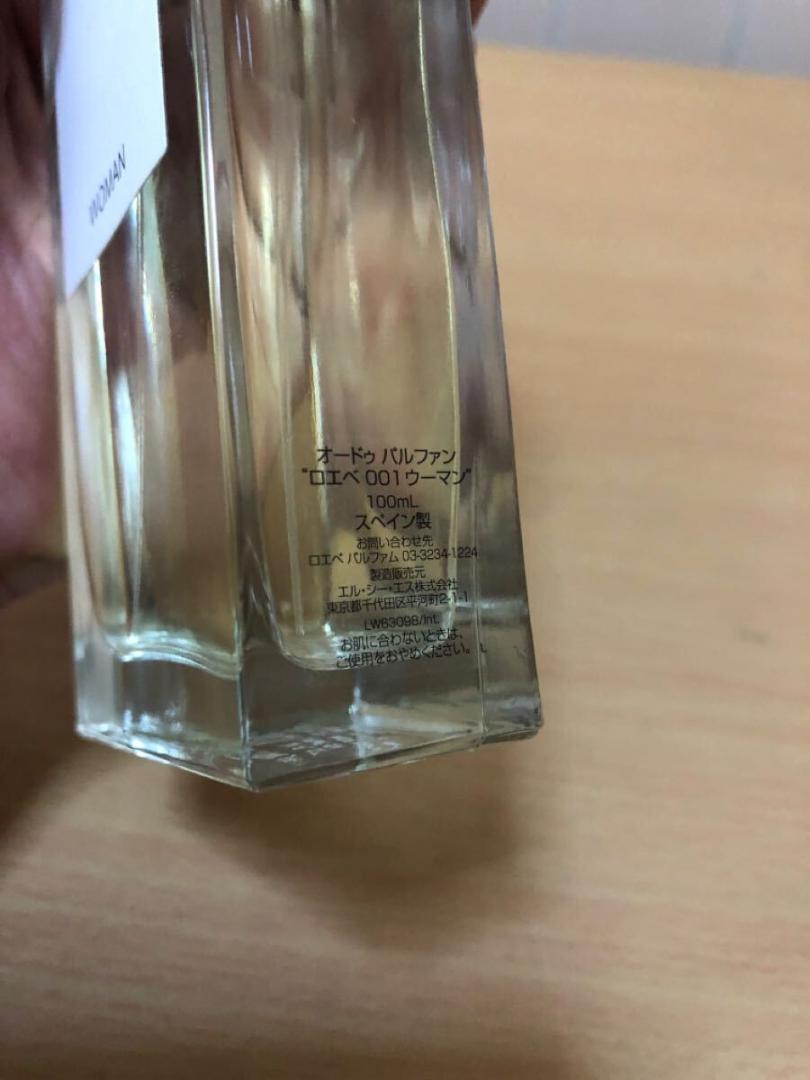 WOMAN
オードゥ パルファン
"ロエベ 001ウーマン"
100mL
スペイン製
お問い合わせ先
ロエベ パルファム 03-3234-1224
製造販売元
エル・シー・エス株式会社
東京都千代田区平河町2-1-1
LW63098/Int.
お肌に合わないときは、
ご使用をおやめください。